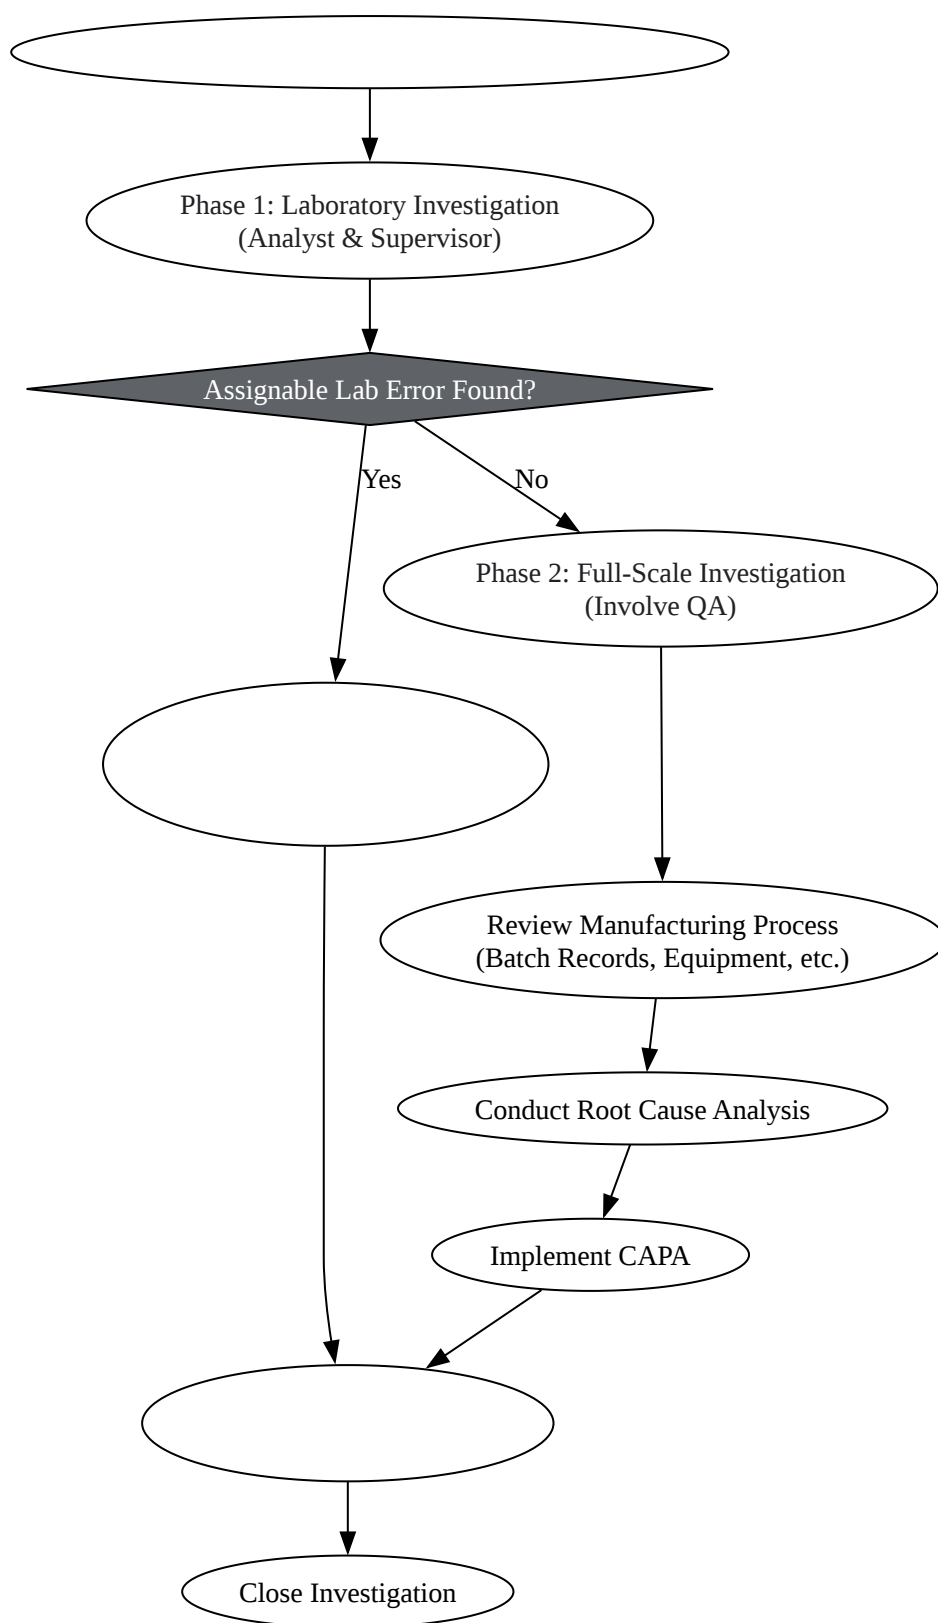 Phase 1: Laboratory Investigation
(Analyst & Supervisor)
Assignable Lab Error Found?
Yes
No
Phase 2: Full-Scale Investigation
(Involve QA)
Review Manufacturing Process
(Batch Records, Equipment, etc.)
Conduct Root Cause Analysis
Implement CAPA
Close Investigation